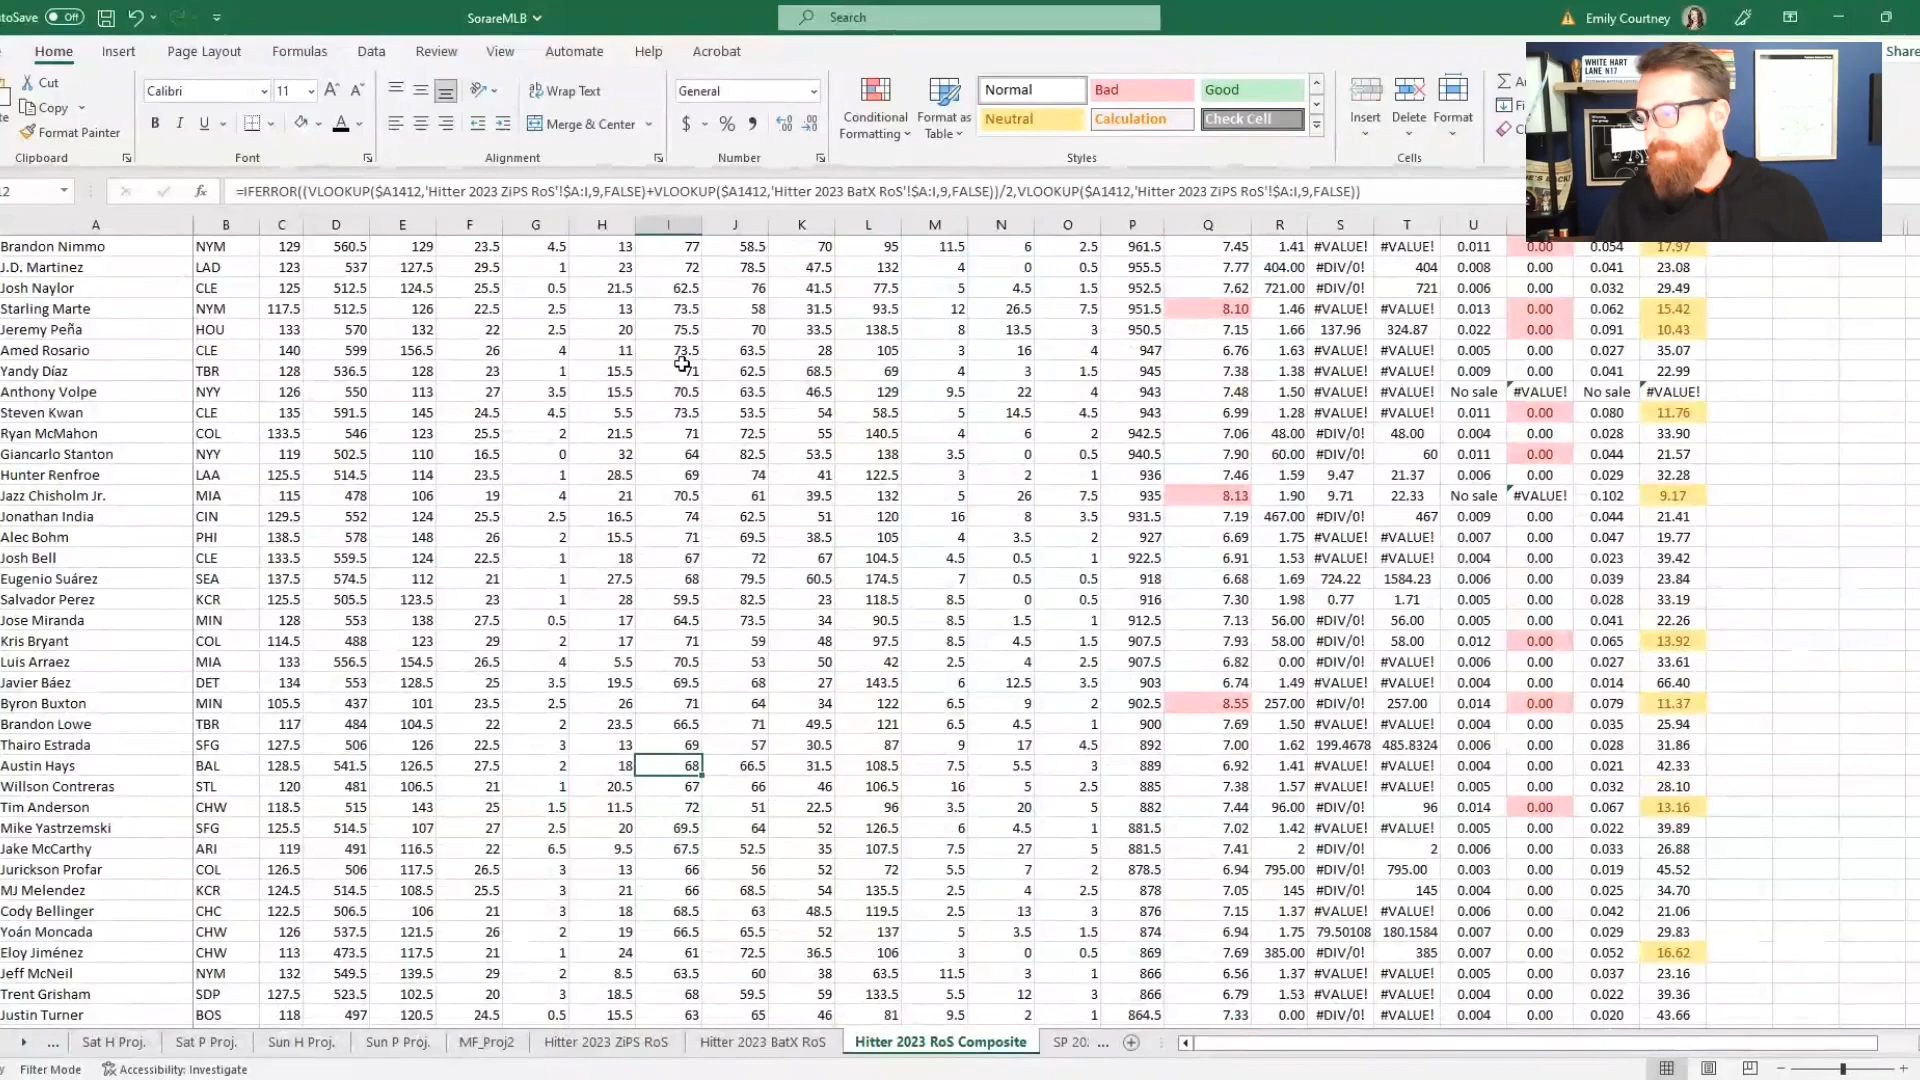 toSave Off SorareMLB Search Emily Courtney
Home Insert Page Layout Formulas Data Review View Automate Help Acrobat Share
WHITE HART
LANE N17
Cut
Copy
Format Painter
Calibri 11
Wrap Text
Merge & Center
General
Conditional
Formatting
Format as
Table
Normal Bad Good
Neutral Calculation Check Cell
Insert Delete Format
Clipboard Font Alignment Number Styles Cells
12 =IFERROR((VLOOKUP($A1412,'Hitter 2023 ZiPS RoS'!$A:I,9,FALSE)+VLOOKUP($A1412,'Hitter 2023 BatX RoS'!$A:I,9,FALSE))/2,VLOOKUP($A1412,'Hitter 2023 ZiPS RoS'!$A:I,9,FALSE))
A B C D E F G H I J K L M N O P Q R S T U V W X
Brandon Nimmo NYM 129 560.5 129 23.5 4.5 13 77 58.5 70 95 11.5 6 2.5 961.5 7.45 1.41 #VALUE! #VALUE! 0.011 0.00 0.054 17.97
J.D. Martinez LAD 123 537 127.5 29.5 1 23 72 78.5 47.5 132 4 0 0.5 955.5 7.77 404.00 #DIV/0! 404 0.008 0.00 0.041 23.08
Josh Naylor CLE 125 512.5 124.5 25.5 0.5 21.5 62.5 76 41.5 77.5 5 4.5 1.5 952.5 7.62 721.00 #DIV/0! 721 0.006 0.00 0.032 29.49
Starling Marte NYM 117.5 512.5 126 22.5 2.5 13 73.5 58 31.5 93.5 12 26.5 7.5 951.5 8.10 1.46 #VALUE! #VALUE! 0.013 0.00 0.062 15.42
Jeremy Peña HOU 133 570 132 22 2.5 20 75.5 70 33.5 138.5 8 13.5 3 950.5 7.15 1.66 137.96 324.87 0.022 0.00 0.091 10.43
Amed Rosario CLE 140 599 156.5 26 4 11 73.5 63.5 28 105 3 16 4 947 6.76 1.63 #VALUE! #VALUE! 0.005 0.00 0.027 35.07
Yandy Díaz TBR 128 536.5 128 23 1 15.5 71 62.5 68.5 69 4 3 1.5 945 7.38 1.38 #VALUE! #VALUE! 0.009 0.00 0.041 22.99
Anthony Volpe NYY 126 550 113 27 3.5 15.5 70.5 63.5 46.5 129 9.5 22 4 943 7.48 1.50 #VALUE! #VALUE! No sale #VALUE! No sale #VALUE!
Steven Kwan CLE 135 591.5 145 24.5 4.5 5.5 73.5 53.5 54 58.5 5 14.5 4.5 943 6.99 1.28 #VALUE! #VALUE! 0.011 0.00 0.080 11.76
Ryan McMahon COL 133.5 546 123 25.5 2 21.5 71 72.5 55 140.5 4 6 2 942.5 7.06 48.00 #DIV/0! 48.00 0.004 0.00 0.028 33.90
Giancarlo Stanton NYY 119 502.5 110 16.5 0 32 64 82.5 53.5 138 3.5 0 0.5 940.5 7.90 60.00 #DIV/0! 60 0.011 0.00 0.044 21.57
Hunter Renfroe LAA 125.5 514.5 114 23.5 1 28.5 69 74 41 122.5 3 2 1 936 7.46 1.59 9.47 21.37 0.006 0.00 0.029 32.28
Jazz Chisholm Jr. MIA 115 478 106 19 4 21 70.5 61 39.5 132 5 26 7.5 935 8.13 1.90 9.71 22.33 No sale #VALUE! 0.102 9.17
Jonathan India CIN 129.5 552 124 25.5 2.5 16.5 74 62.5 51 120 16 8 3.5 931.5 7.19 467.00 #DIV/0! 467 0.009 0.00 0.044 21.41
Alec Bohm PHI 138.5 578 148 26 2 15.5 71 69.5 38.5 105 4 3.5 2 927 6.69 1.75 #VALUE! #VALUE! 0.007 0.00 0.047 19.77
Josh Bell CLE 133.5 559.5 124 22.5 1 18 67 72 67 104.5 4.5 0.5 1 922.5 6.91 1.53 #VALUE! #VALUE! 0.004 0.00 0.023 39.42
Eugenio Suárez SEA 137.5 574.5 112 21 1 27.5 68 79.5 60.5 174.5 7 0.5 0.5 918 6.68 1.69 724.22 1584.23 0.006 0.00 0.039 23.84
Salvador Perez KCR 125.5 505.5 123.5 23 1 28 59.5 82.5 23 118.5 8.5 0 0.5 916 7.30 1.98 0.77 1.71 0.005 0.00 0.028 33.19
Jose Miranda MIN 128 553 138 27.5 0.5 17 64.5 73.5 34 90.5 8.5 1.5 1 912.5 7.13 56.00 #DIV/0! 56.00 0.005 0.00 0.041 22.26
Kris Bryant COL 114.5 488 123 29 2 17 71 59 48 97.5 8.5 4.5 1.5 907.5 7.93 58.00 #DIV/0! 58.00 0.012 0.00 0.065 13.92
Luis Arraez MIA 133 556.5 154.5 26.5 4 5.5 70.5 53 50 42 2.5 4 2 907.5 6.82 0.00 #DIV/0! #VALUE! 0.006 0.00 0.027 33.61
Javier Báez DET 134 553 128.5 25 3.5 19.5 69.5 68 27 143.5 6 12.5 3.5 903 6.74 1.49 #VALUE! #VALUE! 0.004 0.00 0.014 66.40
Byron Buxton MIN 105.5 437 101 23.5 2.5 26 71 64 34 122 6.5 9 2 902.5 8.55 257.00 #DIV/0! 257.00 0.014 0.00 0.079 11.37
Brandon Lowe TBR 117 484 104.5 22 2 23.5 66.5 71 49.5 121 6.5 4.5 1 900 7.69 1.50 #VALUE! #VALUE! 0.004 0.00 0.035 25.94
Thairo Estrada SFG 127.5 506 126 22.5 3 13 69 57 30.5 87 9 17 4.5 892 7.00 1.62 199.4678 485.8324 0.006 0.00 0.028 31.86
Austin Hays BAL 128.5 541.5 126.5 27.5 2 18 68 66.5 31.5 108.5 7.5 5.5 3 889 6.92 1.41 #VALUE! #VALUE! 0.004 0.00 0.021 42.33
Willson Contreras STL 120 481 106.5 21 1 20.5 67 66 46 106.5 16 5 2 885 7.38 1.57 #VALUE! #VALUE! 0.005 0.00 0.032 28.10
Tim Anderson CHW 118.5 515 143 25 1.5 11.5 72 51 22.5 96 3.5 20 5 882 7.44 96.00 #DIV/0! 96 0.014 0.00 0.067 13.16
Mike Yastrzemski SFG 125.5 514.5 107 27 2 20 69.5 64 52 126.5 6 4.5 1 881.5 7.02 1.42 #VALUE! #VALUE! 0.005 0.00 0.022 39.89
Jake McCarthy ARI 119 491 116.5 22 6.5 9.5 67.5 52.5 35 107.5 7.5 27 5 881.5 7.41 2 #DIV/0! 2 0.006 0.00 0.033 26.88
Jurickson Profar COL 126.5 506 117.5 26.5 3 13 66 56 52 72 5.5 7 2 878.5 6.94 795.00 #DIV/0! 795.00 0.003 0.00 0.019 45.52
MJ Melendez KCR 124.5 514.5 108.5 25.5 3 21 66 68.5 54 135.5 2.5 4 2.5 878 7.05 145 #DIV/0! 145 0.004 0.00 0.025 34.70
Cody Bellinger CHC 122.5 506.5 106 21 3 18 68.5 63 48.5 119.5 2.5 13 3 876 7.15 1.37 #VALUE! #VALUE! 0.006 0.00 0.042 21.06
Yoán Moncada CHW 126 537.5 121.5 26 2 19 66.5 65.5 52 137 5 3.5 1.5 874 6.94 1.75 79.50108 180.1584 0.007 0.00 0.029 29.83
Eloy Jiménez CHW 113 473.5 117.5 21 1 24 61 72.5 36.5 106 3 0 0.5 869 7.69 385.00 #DIV/0! 385 0.007 0.00 0.052 16.62
Jeff McNeil NYM 132 549.5 139.5 29 2 8.5 63.5 60 38 63.5 11.5 3 1 866 6.56 1.37 #VALUE! #VALUE! 0.005 0.00 0.037 23.16
Trent Grisham SDP 127.5 523.5 102.5 20 3 18.5 68 59.5 59 133.5 5.5 12 3 866 6.79 1.53 #VALUE! #VALUE! 0.004 0.00 0.022 39.36
Justin Turner BOS 118 497 120.5 24.5 0.5 15.5 63 65 46 81 9.5 2 1 864.5 7.33 0.00 #DIV/0! #VALUE! 0.004 0.00 0.020 43.66
... Sat H Proj. Sat P Proj. Sun H Proj. Sun P Proj. MF_Proj2 Hitter 2023 ZiPS RoS Hitter 2023 BatX RoS Hitter 2023 RoS Composite SP 20 ...
Filter Mode Accessibility: Investigate